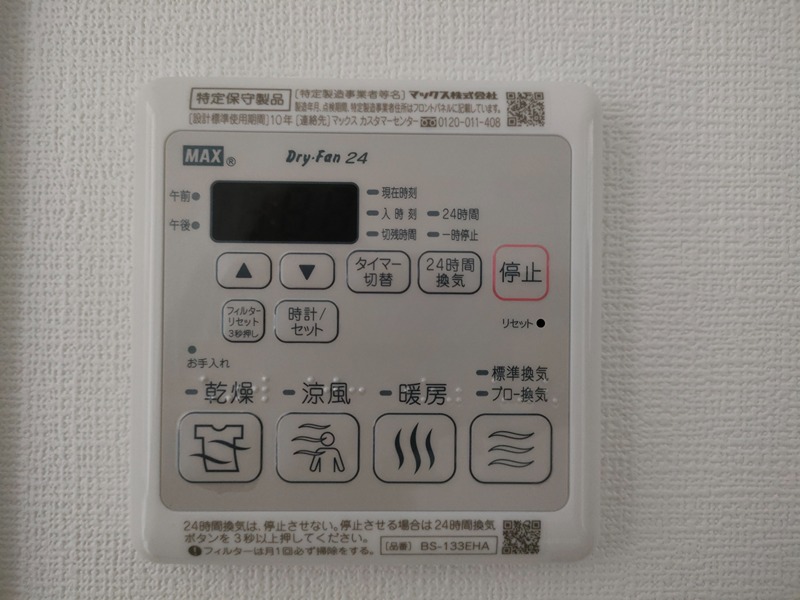 特定保守製品 [特定製造事業者等名] マックス株式会社
製造年月、点検期間、特定製造事業者住所はフロントパネルに記載しています。
[設計標準使用期間]10年 [連絡先]マックス カスタマーセンター 0120-011-408
MAX® Dry・Fan 24
午前 現在時刻
入時刻 24時間
午後 切残時間 一時停止
▲ ▼ タイマー切替 24時間換気 停止
フィルターリセット3秒押し 時計/セット リセット
お手入れ
標準換気
乾燥 涼風 暖房 ブロー換気
24時間換気は、停止させない。停止させる場合は24時間換気
ボタンを3秒以上押してください。
フィルターは月1回必ず掃除をする。 [品番] BS-133EHA